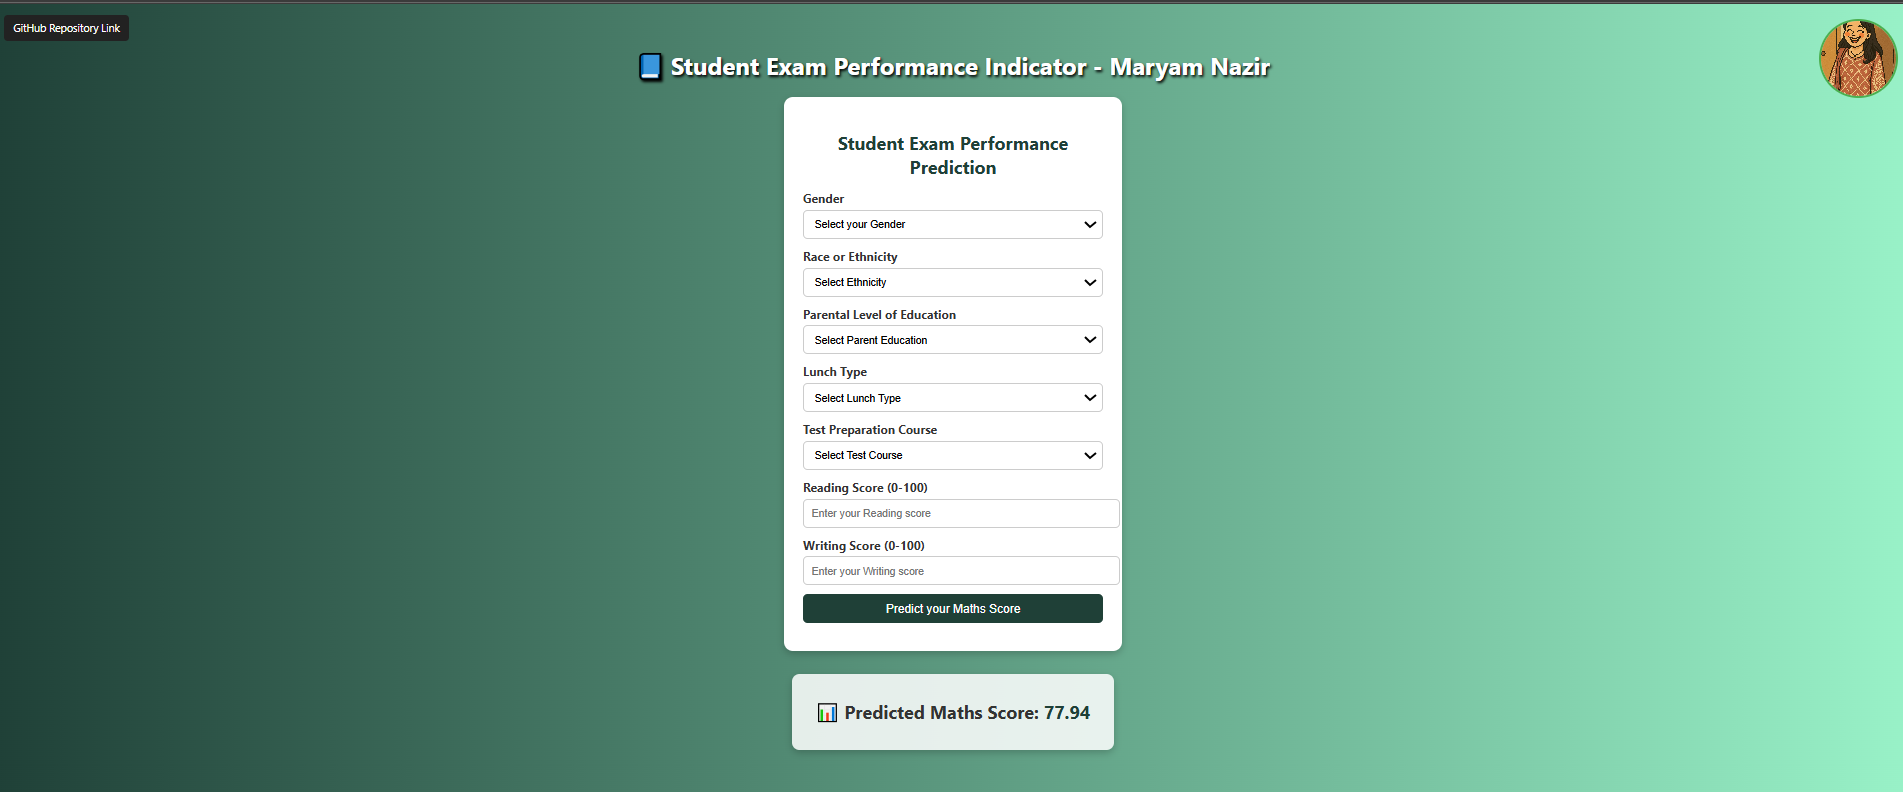 GitHub Repository Link
📘 Student Exam Performance Indicator - Maryam Nazir
Student Exam Performance
Prediction
Gender
Select your Gender
Race or Ethnicity
Select Ethnicity
Parental Level of Education
Select Parent Education
Lunch Type
Select Lunch Type
Test Preparation Course
Select Test Course
Reading Score (0-100)
Enter your Reading score
Writing Score (0-100)
Enter your Writing score
Predict your Maths Score
📊 Predicted Maths Score: 77.94